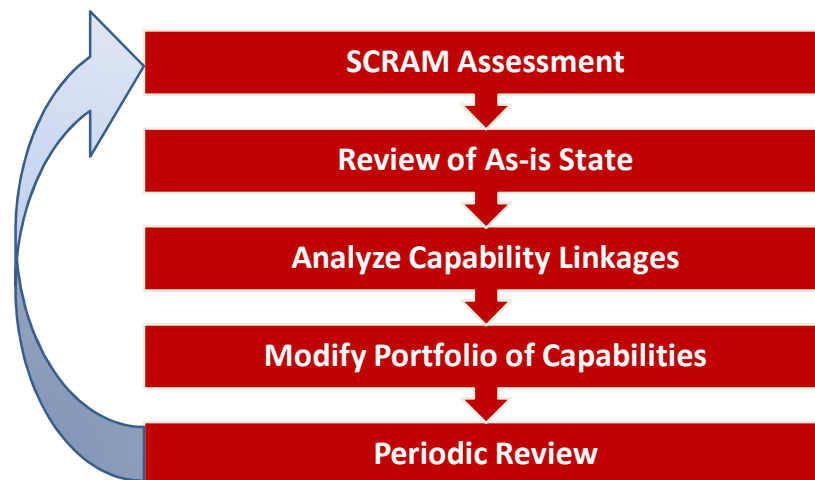 SCRAM Assessment
Review of As-is State
Analyze Capability Linkages
Modify Portfolio of Capabilities
Periodic Review